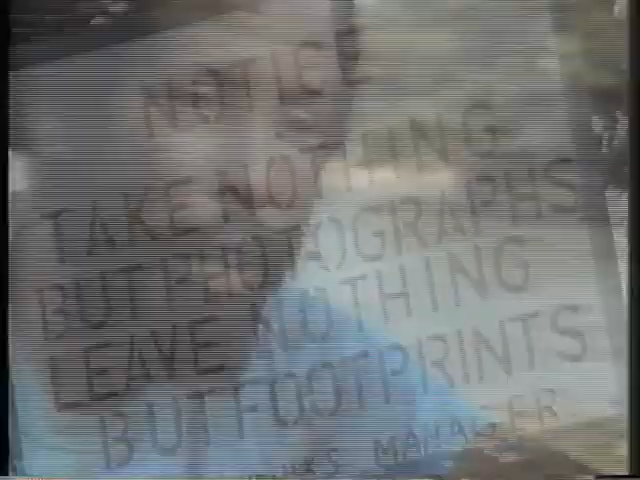 NOTICE
TAKE NOTHING
BUT PHOTOGRAPHS
LEAVE NOTHING
BUT FOOTPRINTS
MANAGER